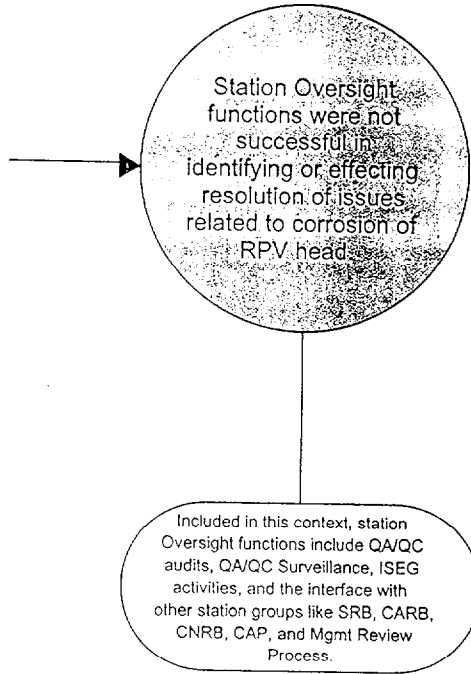 Station Oversight
functions were not
successful in
identifying or effecting
resolution of issues
related to corrosion of
RPV head
Included in this context, station
Oversight functions include QA/QC
audits, QA/QC Surveillance, ISEG
activities, and the interface with
other station groups like SRB, CARB,
CNRB, CAP, and Mgmt Review
Process.